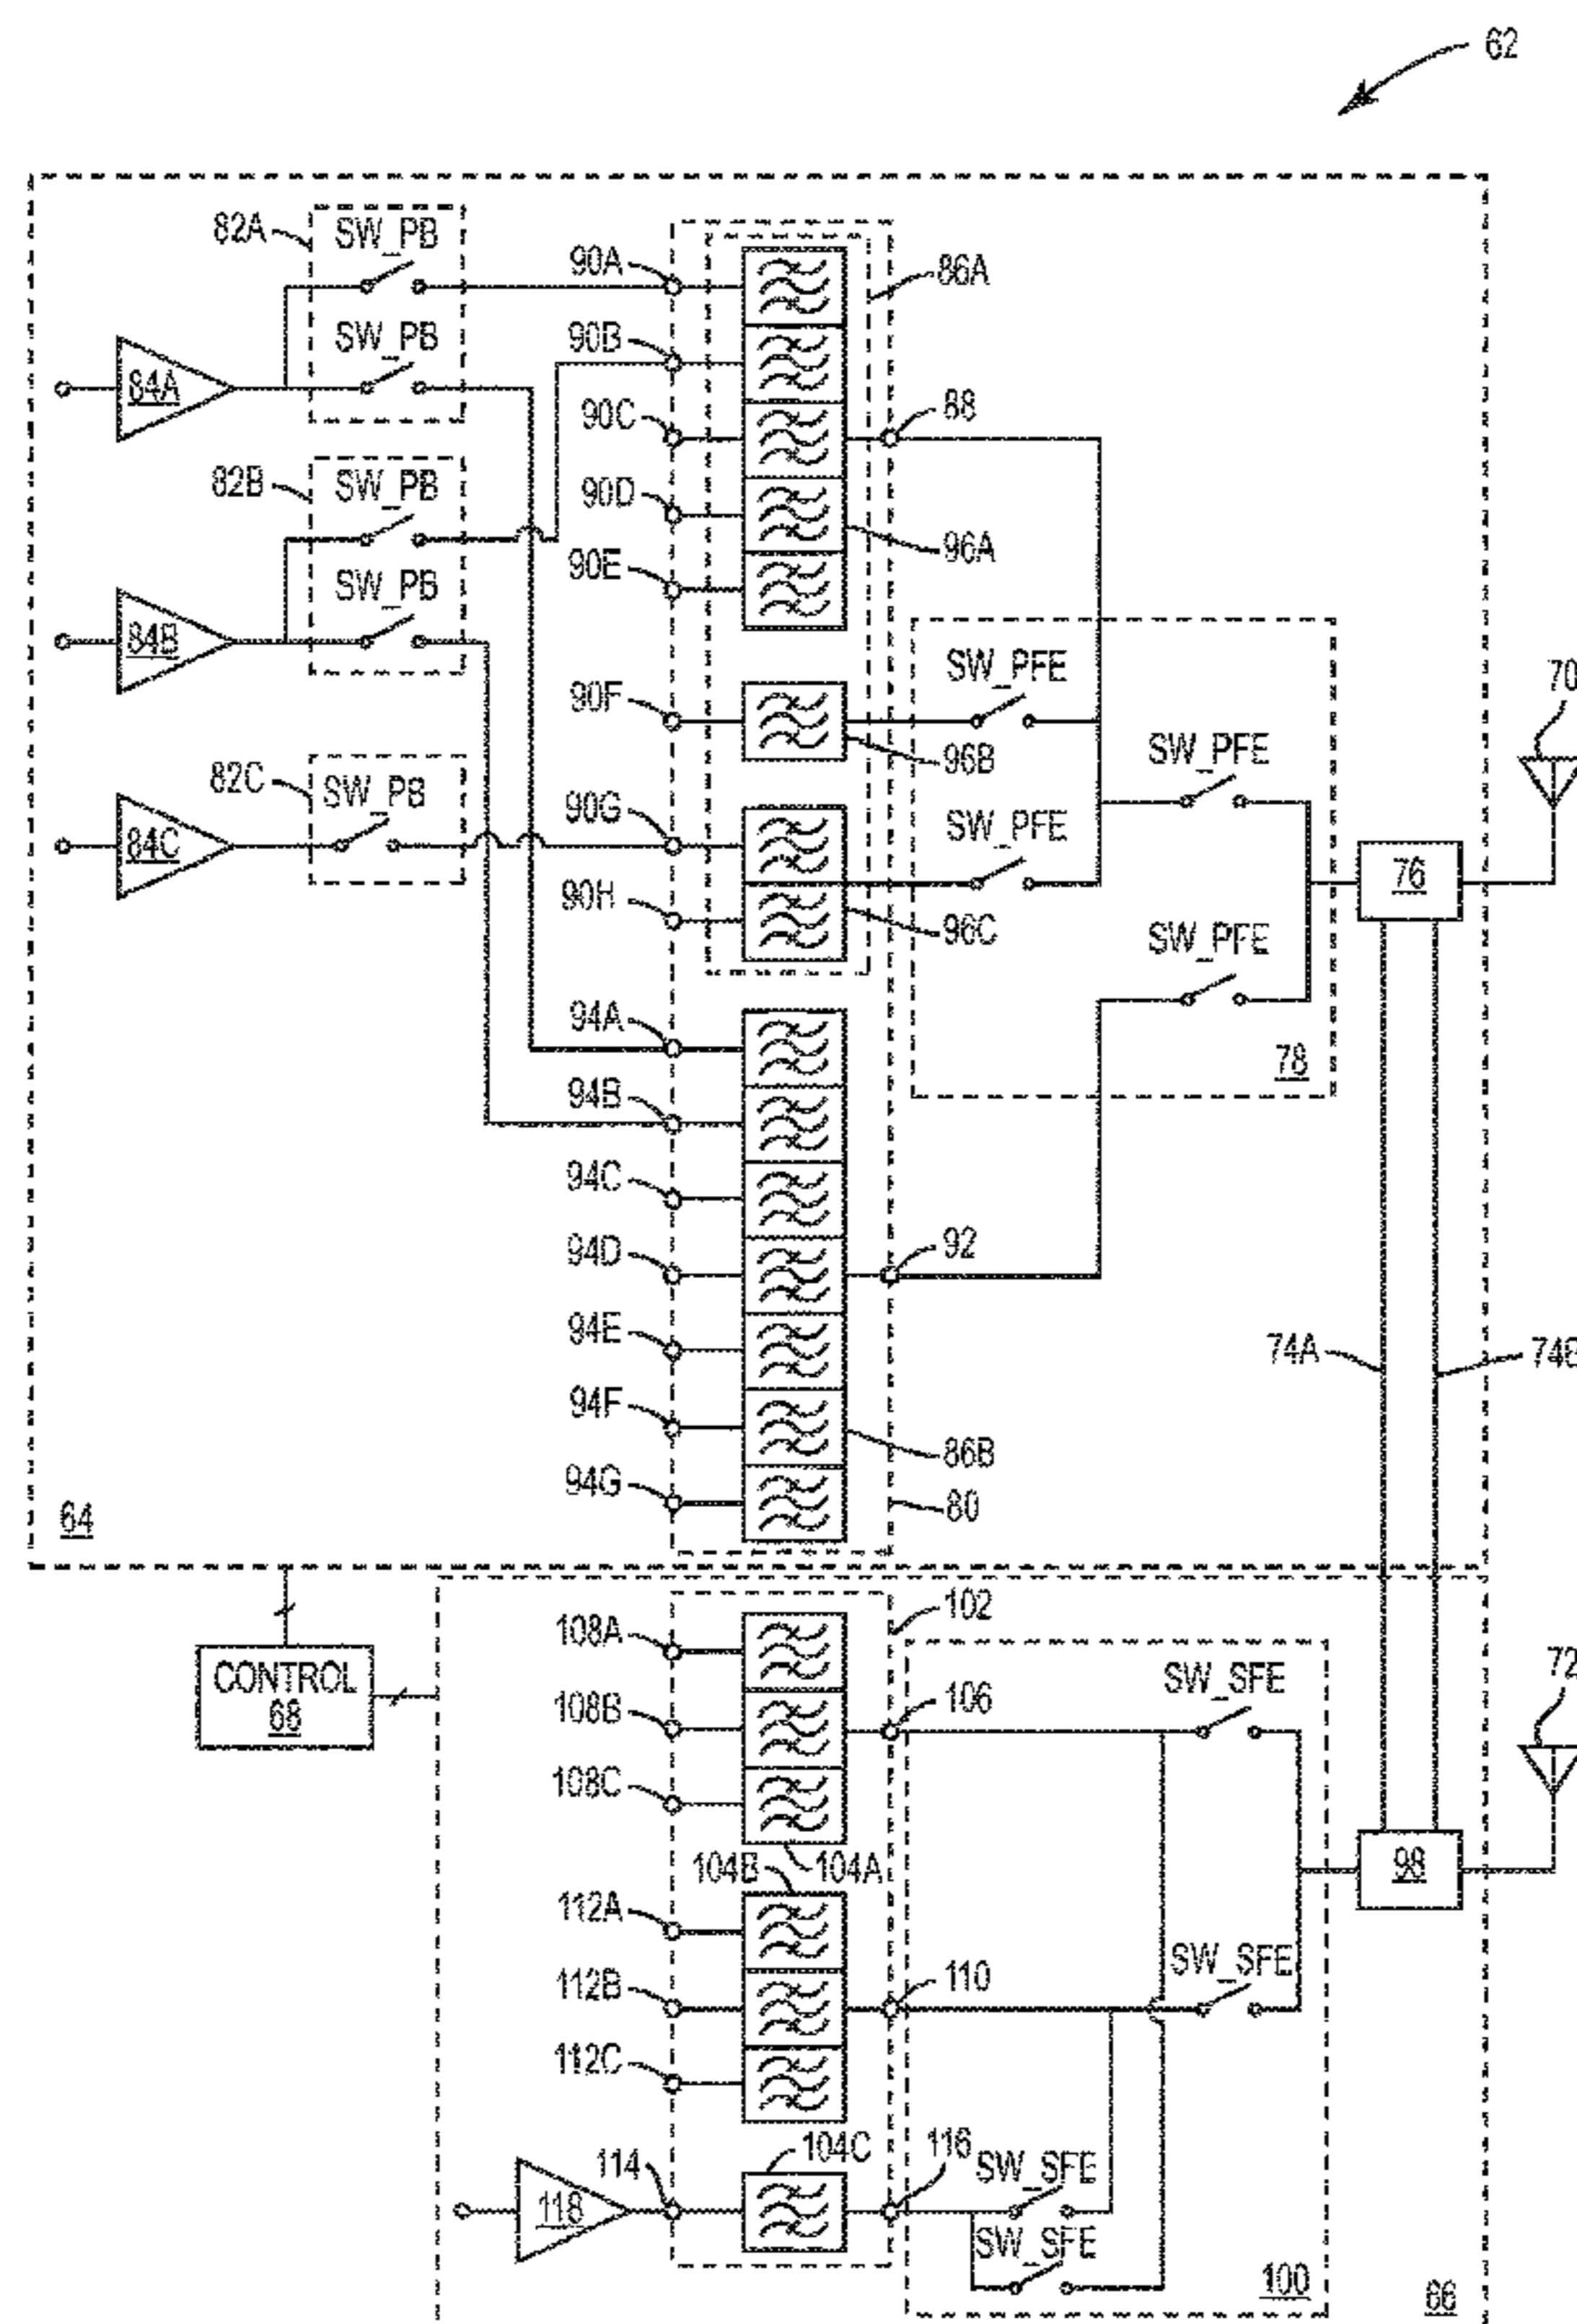 62
82A
SW_PB
90A
86A
SW_PB
90B
84A
90C
88
82B
SW_PB
90D
96A
SW_PB
90E
84B
SW_PFE
70
90F
SW_PFE
96B
82C
SW_PB
90G
SW_PFE
84C
76
90H
96C
SW_PFE
94A
78
94B
94C
94D
92
94E
74A
94F
86B
94G
80
64
108A
102
CONTROL
68
108B
106
SW_SFE
72
108C
104B
104A
98
112A
SW_SFE
112B
110
112C
104C
116
114
SW_SFE
118
SW_SFE
100
66